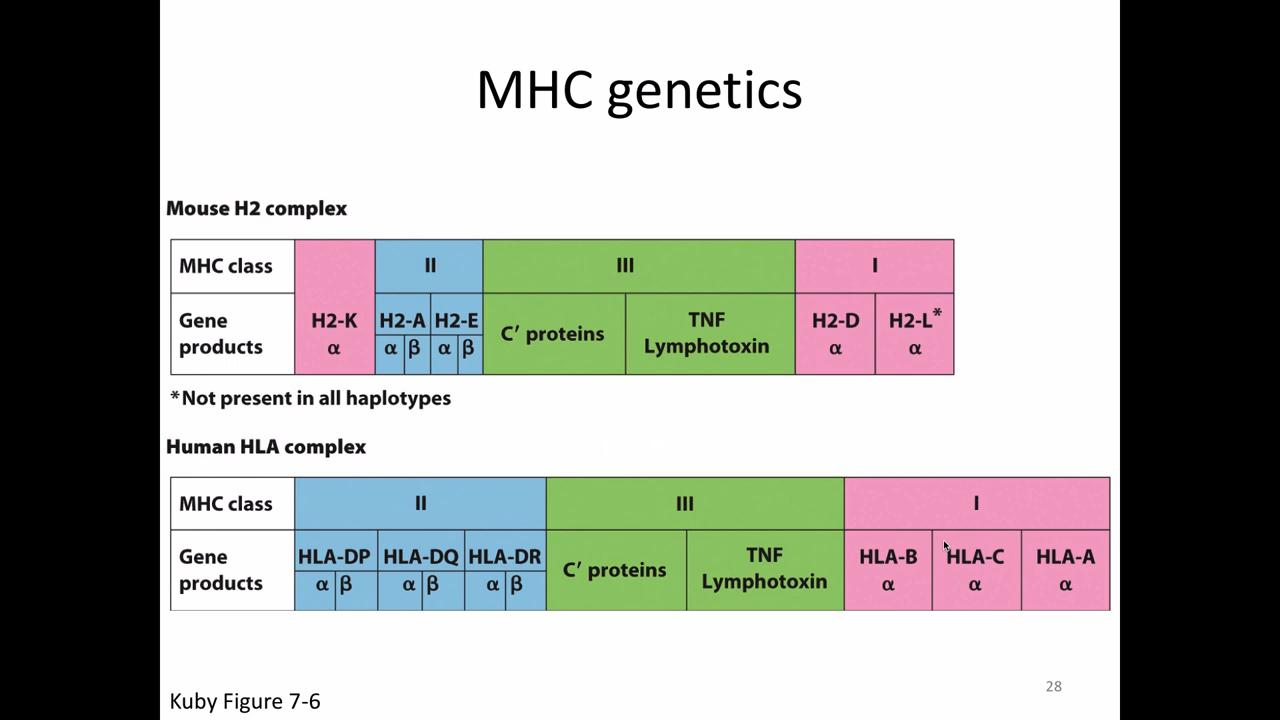 MHC genetics
Mouse H2 complex
MHC class II III I
Gene products H2-K H2-A H2-E C′ proteins TNF Lymphotoxin H2-D H2-L*
α α β α β α α
*Not present in all haplotypes
Human HLA complex
MHC class II III I
Gene products HLA-DP HLA-DQ HLA-DR C′ proteins TNF Lymphotoxin HLA-B HLA-C HLA-A
α β α β α β α α α
Kuby Figure 7-6
28